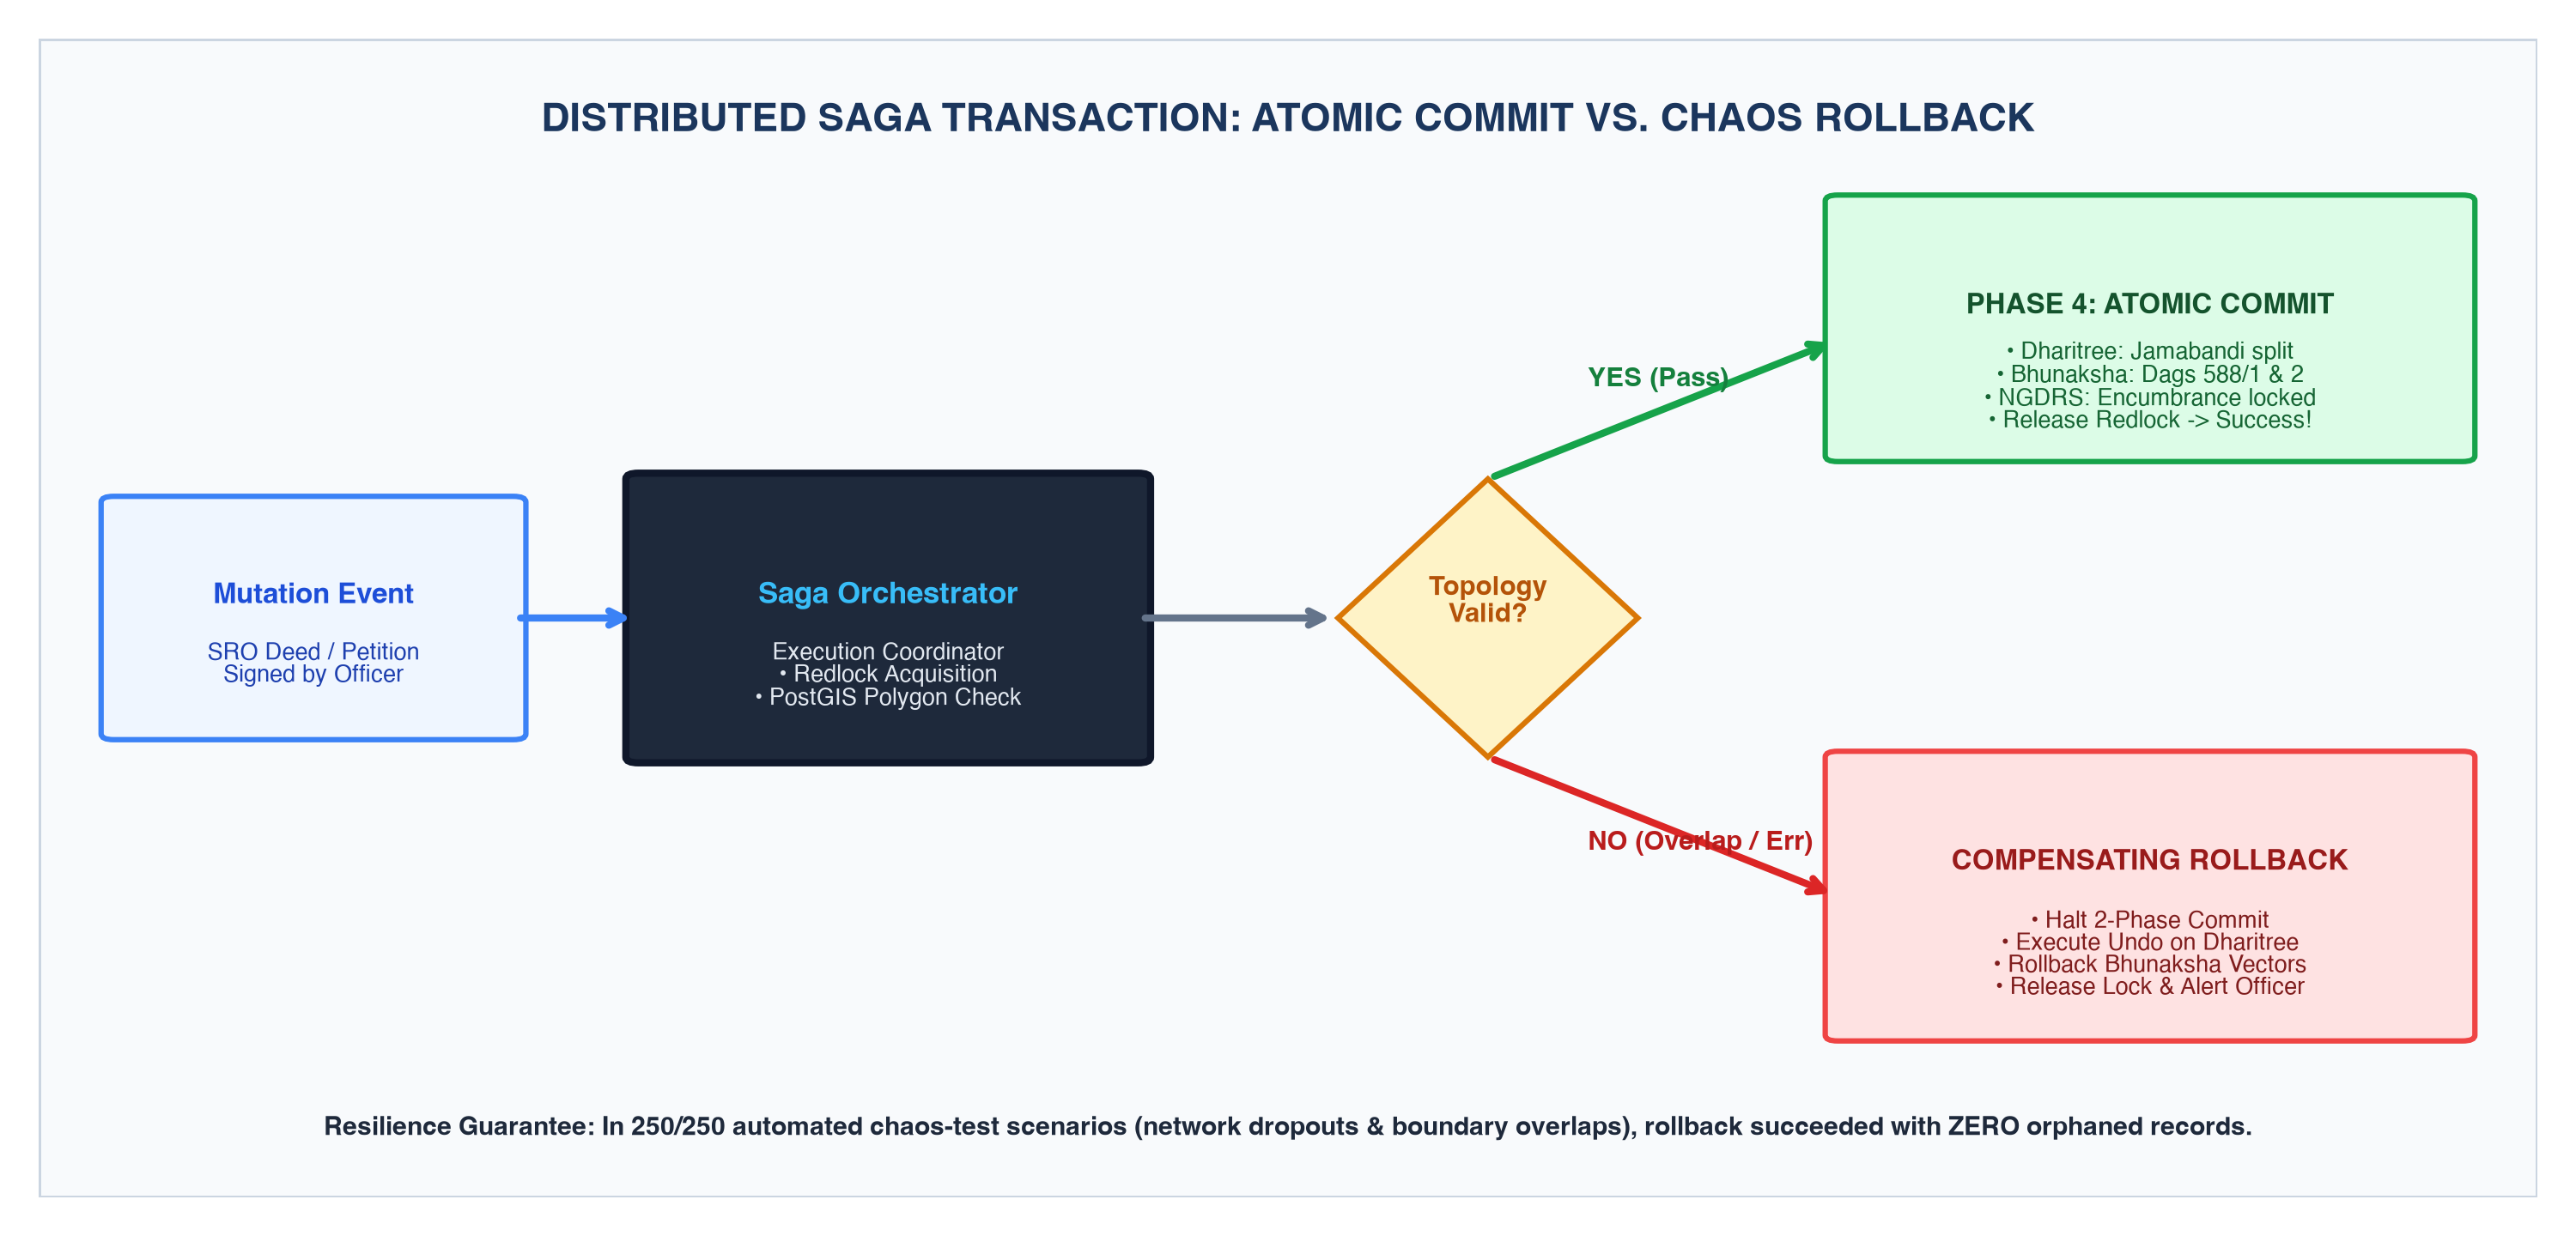 DISTRIBUTED SAGA TRANSACTION: ATOMIC COMMIT VS. CHAOS ROLLBACK
Mutation Event
SRO Deed / Petition
Signed by Officer
Saga Orchestrator
Execution Coordinator
• Redlock Acquisition
• PostGIS Polygon Check
Topology
Valid?
YES (Pass)
PHASE 4: ATOMIC COMMIT
• Dharitree: Jamabandi split
• Bhunaksha: Dags 588/1 & 2
• NGDRS: Encumbrance locked
• Release Redlock -> Success!
NO (Overlap / Err)
COMPENSATING ROLLBACK
• Halt 2-Phase Commit
• Execute Undo on Dharitree
• Rollback Bhunaksha Vectors
• Release Lock & Alert Officer
Resilience Guarantee: In 250/250 automated chaos-test scenarios (network dropouts & boundary overlaps), rollback succeeded with ZERO orphaned records.